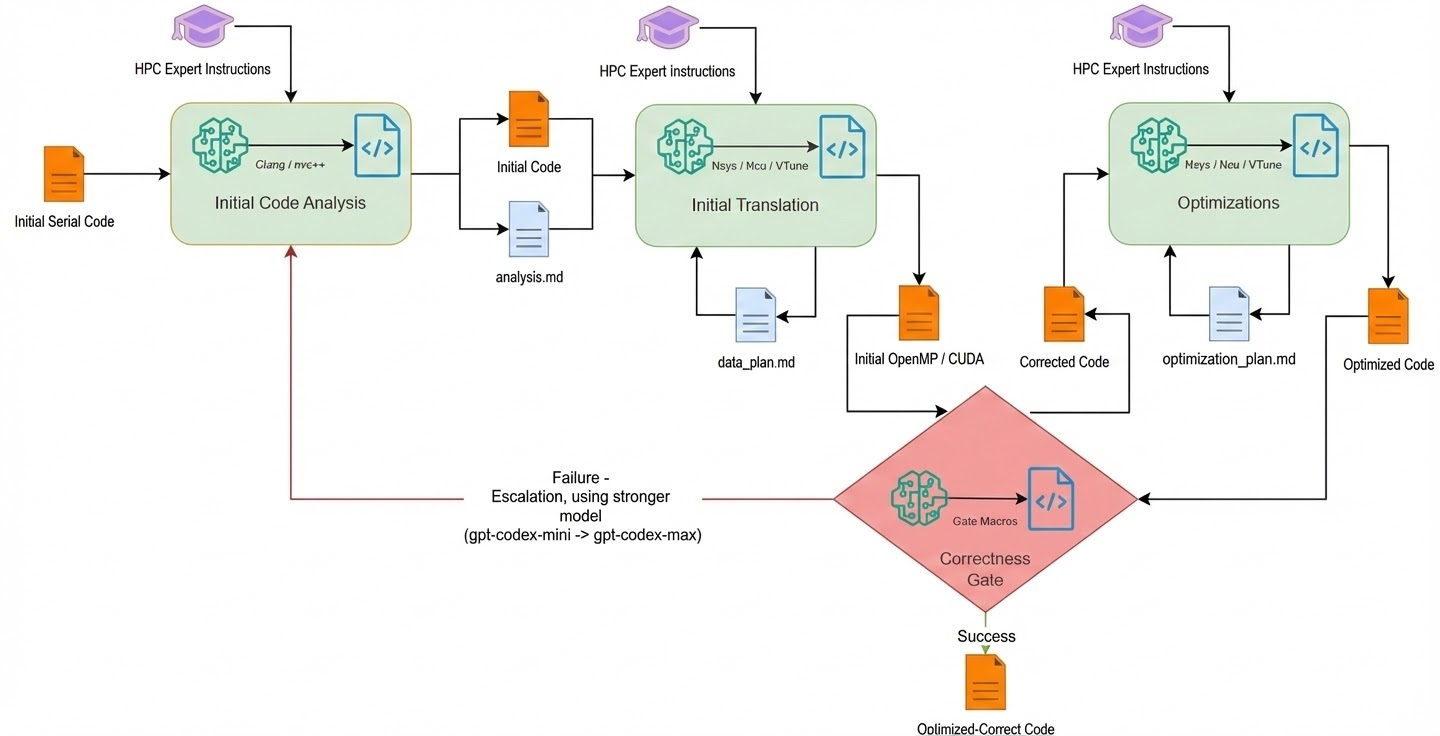 HPC Expert Instructions
HPC Expert instructions
HPC Expert Instructions
Clang / nvc++
Initial Code Analysis
Initial Serial Code
Initial Code
analysis.md
Nsys / Mcu / VTune
Initial Translation
data_plan.md
Initial OpenMP / CUDA
Corrected Code
Nsys / Ncu / VTune
Optimizations
optimization_plan.md
Optimized Code
Failure -
Escalation, using stronger
model
(gpt-codex-mini -> gpt-codex-max)
Gate Macros
Correctness
Gate
Success
Optimized-Correct Code